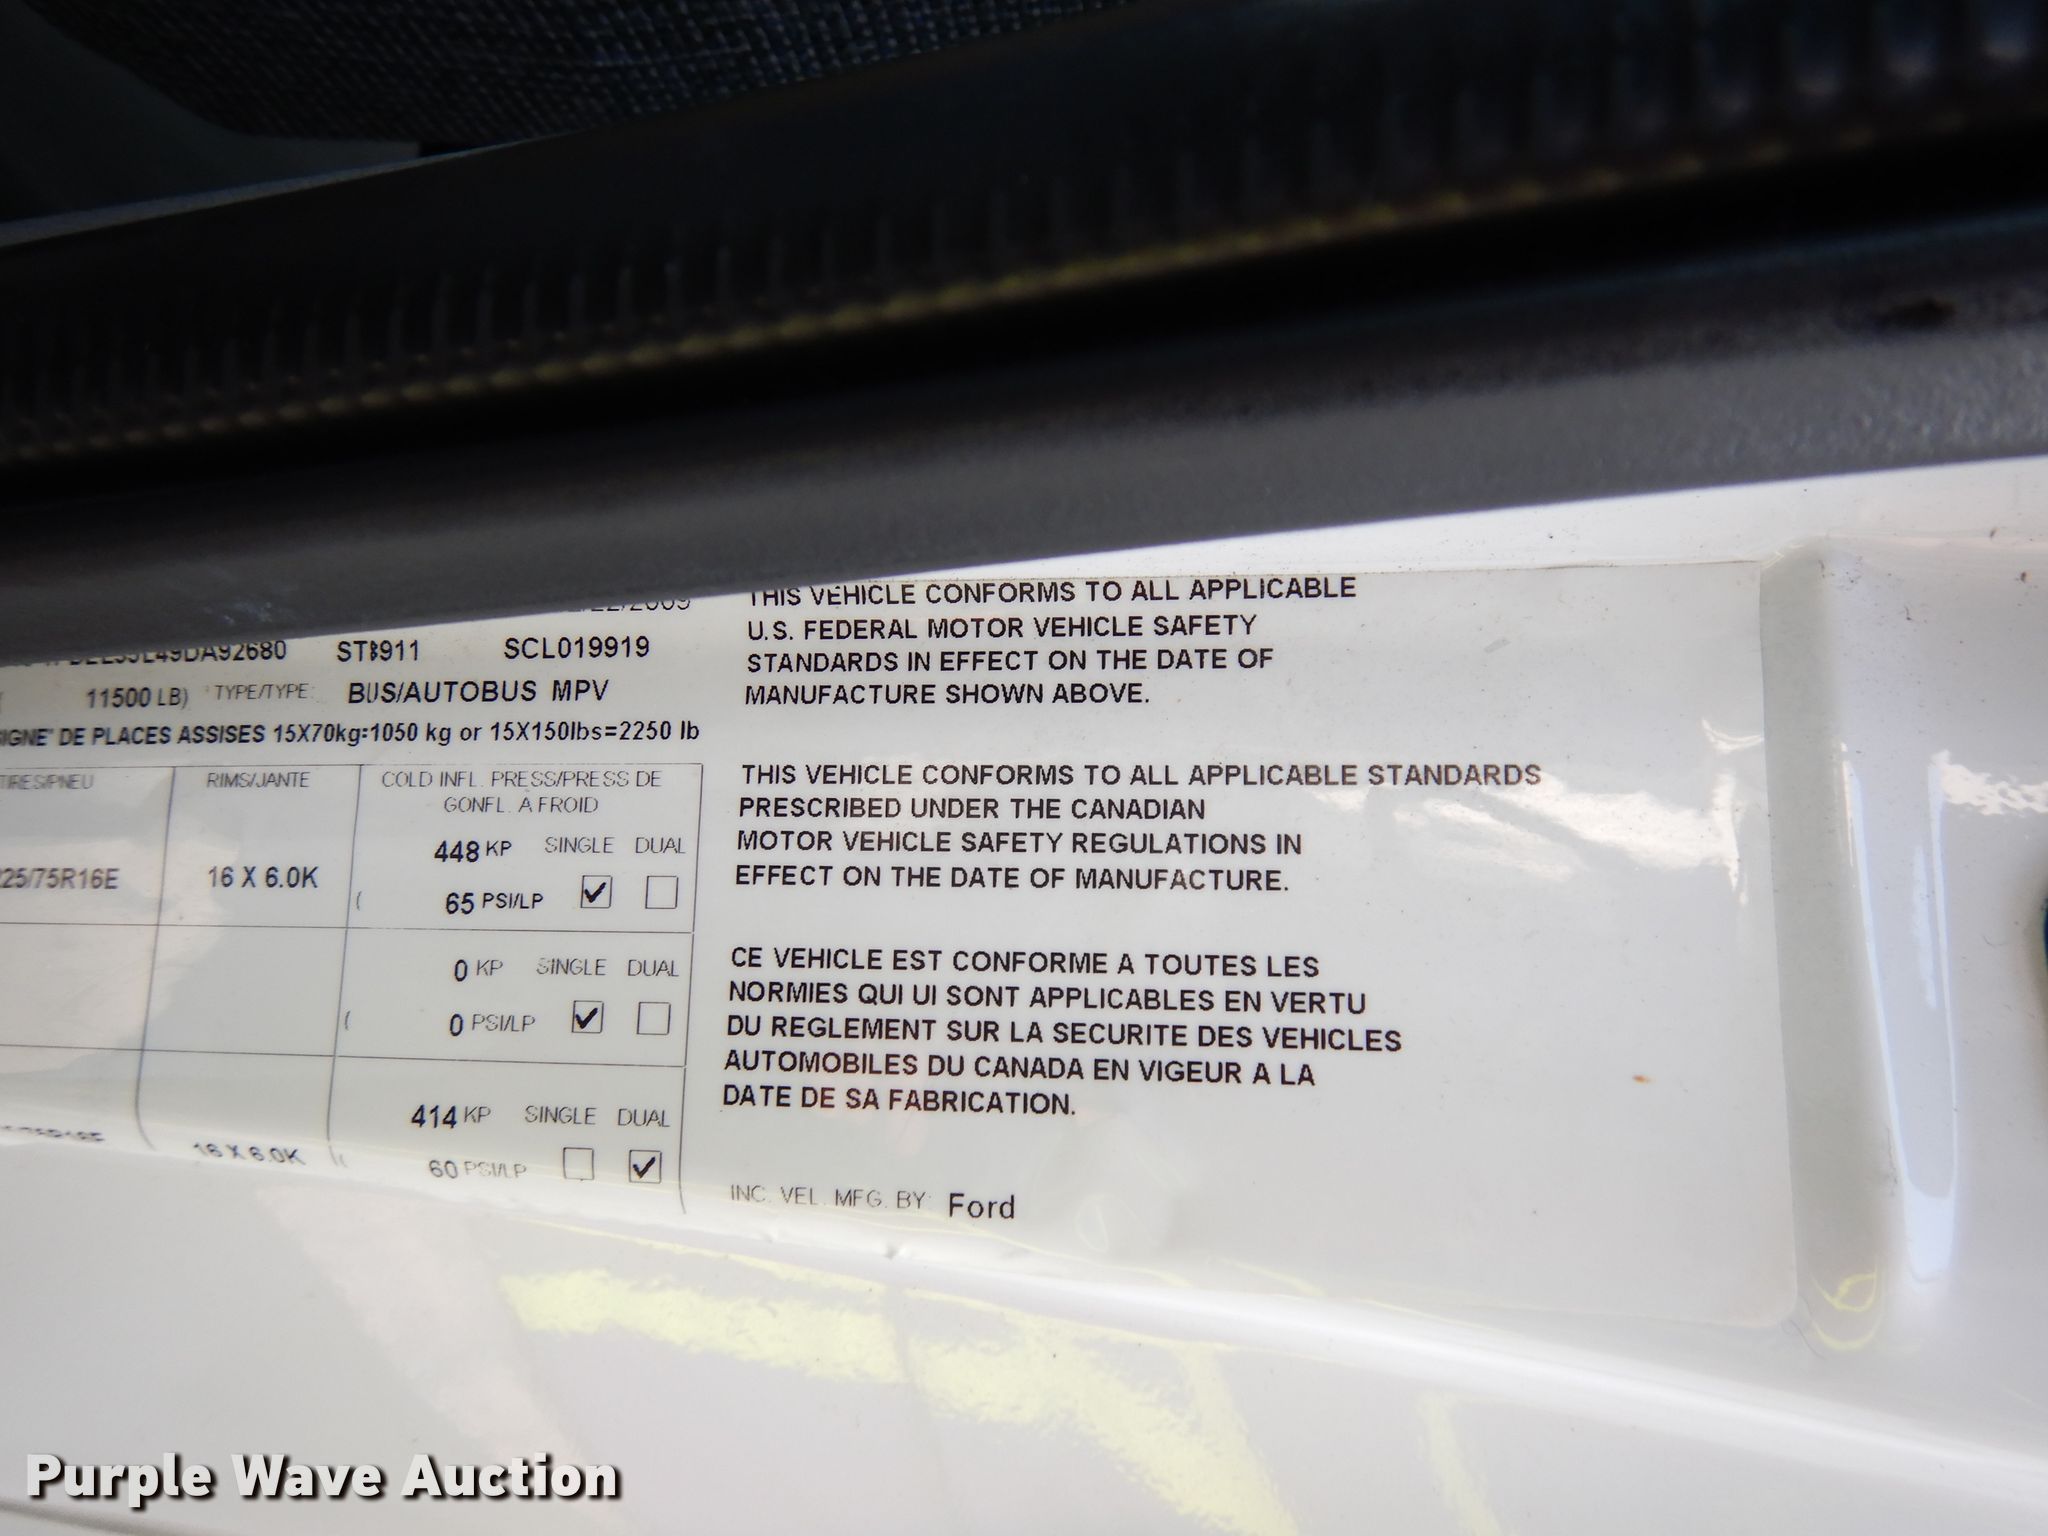 THIS VEHICLE CONFORMS TO ALL APPLICABLE
U.S. FEDERAL MOTOR VEHICLE SAFETY
STANDARDS IN EFFECT ON THE DATE OF
MANUFACTURE SHOWN ABOVE.
STB911 SCL019919
11500 LB) TYPE/TYPE: BUS/AUTOBUS MPV
DE PLACES ASSISES 15X70kg:1050 kg or 15X150lbs=2250 lb
TIRES/PNEU RIMS/JANTE COLD INFL. PRESS/PRESS DE
GONFL. A FROID
448 KP SINGLE DUAL
225/75R16E 16 X 6.0K ( 65 PSI/LP
0 KP SINGLE DUAL
( 0 PSI/LP
414 KP SINGLE DUAL
16 X 6.0K ( 60 PSI/LP
THIS VEHICLE CONFORMS TO ALL APPLICABLE STANDARDS
PRESCRIBED UNDER THE CANADIAN
MOTOR VEHICLE SAFETY REGULATIONS IN
EFFECT ON THE DATE OF MANUFACTURE.
CE VEHICLE EST CONFORME A TOUTES LES
NORMIES QUI UI SONT APPLICABLES EN VERTU
DU REGLEMENT SUR LA SECURITE DES VEHICLES
AUTOMOBILES DU CANADA EN VIGEUR A LA
DATE DE SA FABRICATION.
INC. VEL. MFG. BY: Ford
Purple Wave Auction